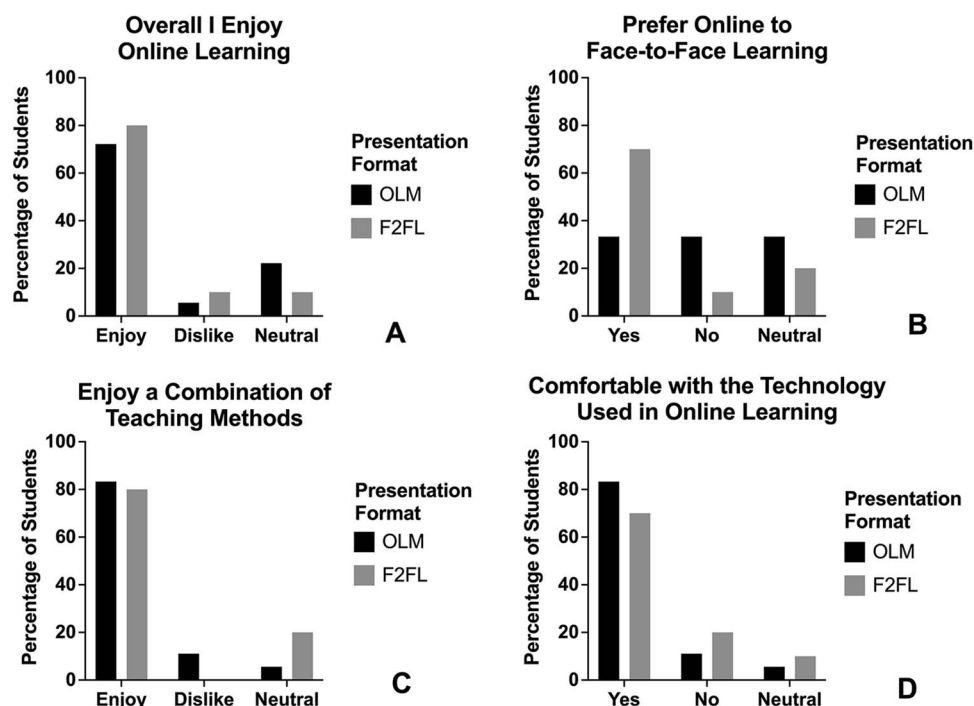 Overall I Enjoy
Online Learning
Percentage of Students
100
80
60
40
20
0
Enjoy Dislike Neutral
Presentation
Format
OLM
F2FL
A
Prefer Online to
Face-to-Face Learning
Percentage of Students
100
80
60
40
20
0
Yes No Neutral
Presentation
Format
OLM
F2FL
B
Enjoy a Combination of
Teaching Methods
Percentage of Students
100
80
60
40
20
0
Enjoy Dislike Neutral
Presentation
Format
OLM
F2FL
C
Comfortable with the Technology
Used in Online Learning
Percentage of Students
100
80
60
40
20
0
Yes No Neutral
Presentation
Format
OLM
F2FL
D